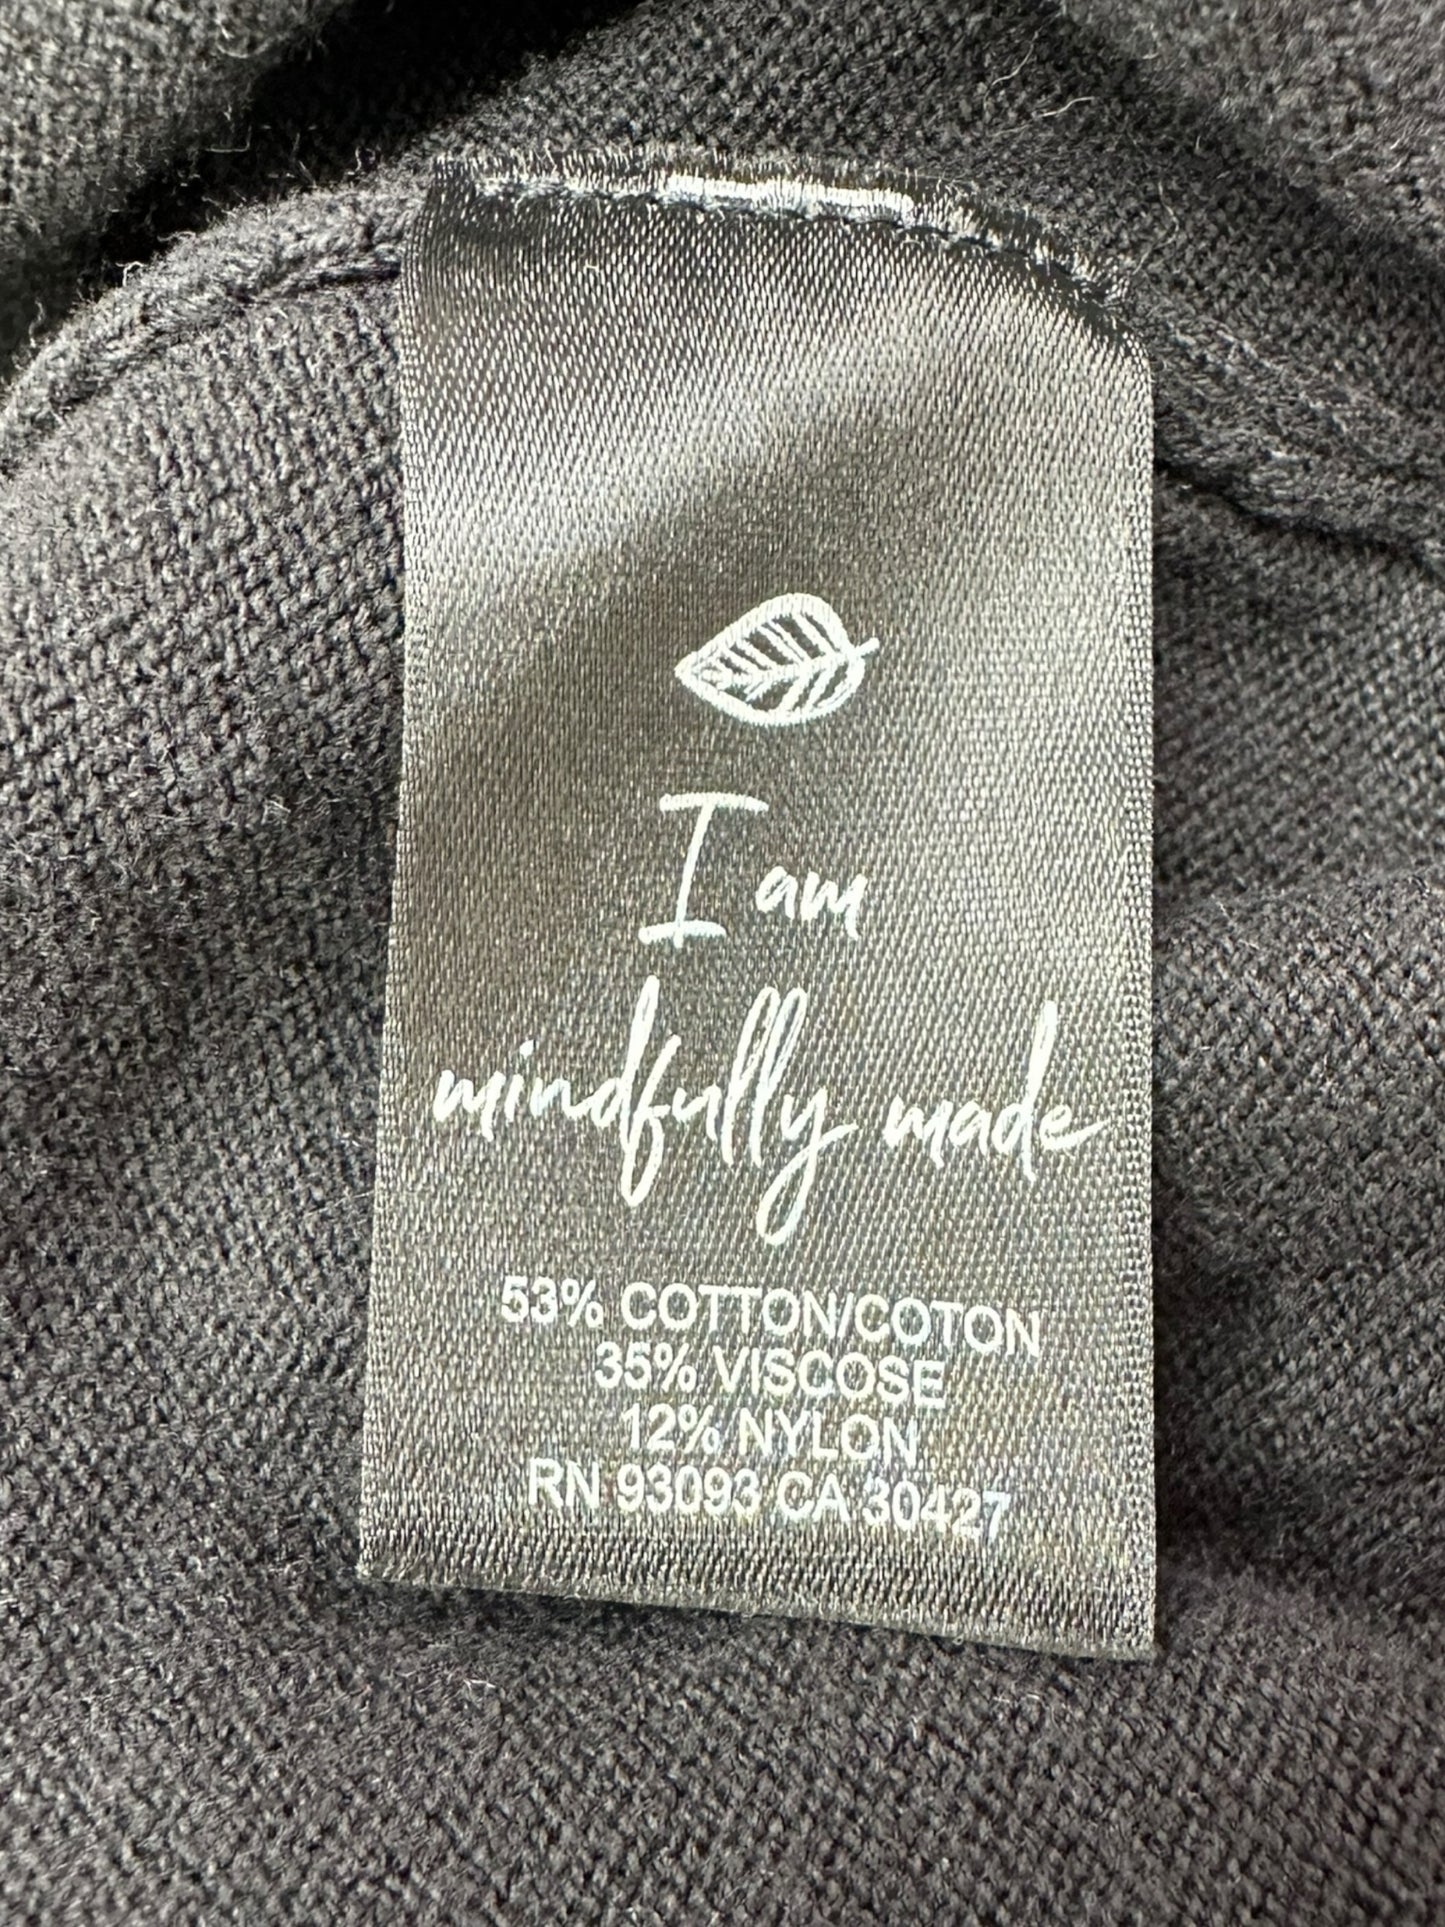 I am
mindfully made
53% COTTON/COTON
35% VISCOSE
12% NYLON
RN 93093 CA 30427